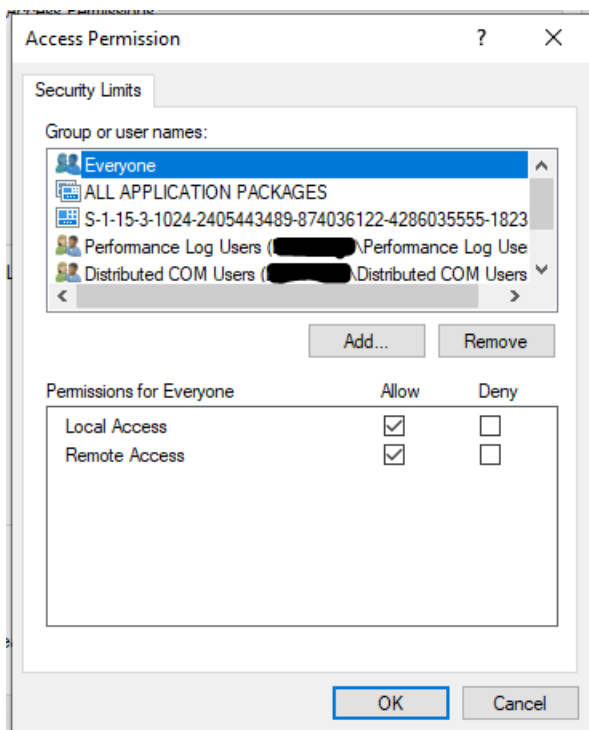 Access Permissions
Access Permission ?
Security Limits
Group or user names:
Everyone
ALL APPLICATION PACKAGES
S-1-15-3-1024-2405443489-874036122-4286035555-1823
Performance Log Users ( \Performance Log Use
Distributed COM Users ( \Distributed COM Users
Add... Remove
Permissions for Everyone Allow Deny
Local Access
Remote Access
OK Cancel